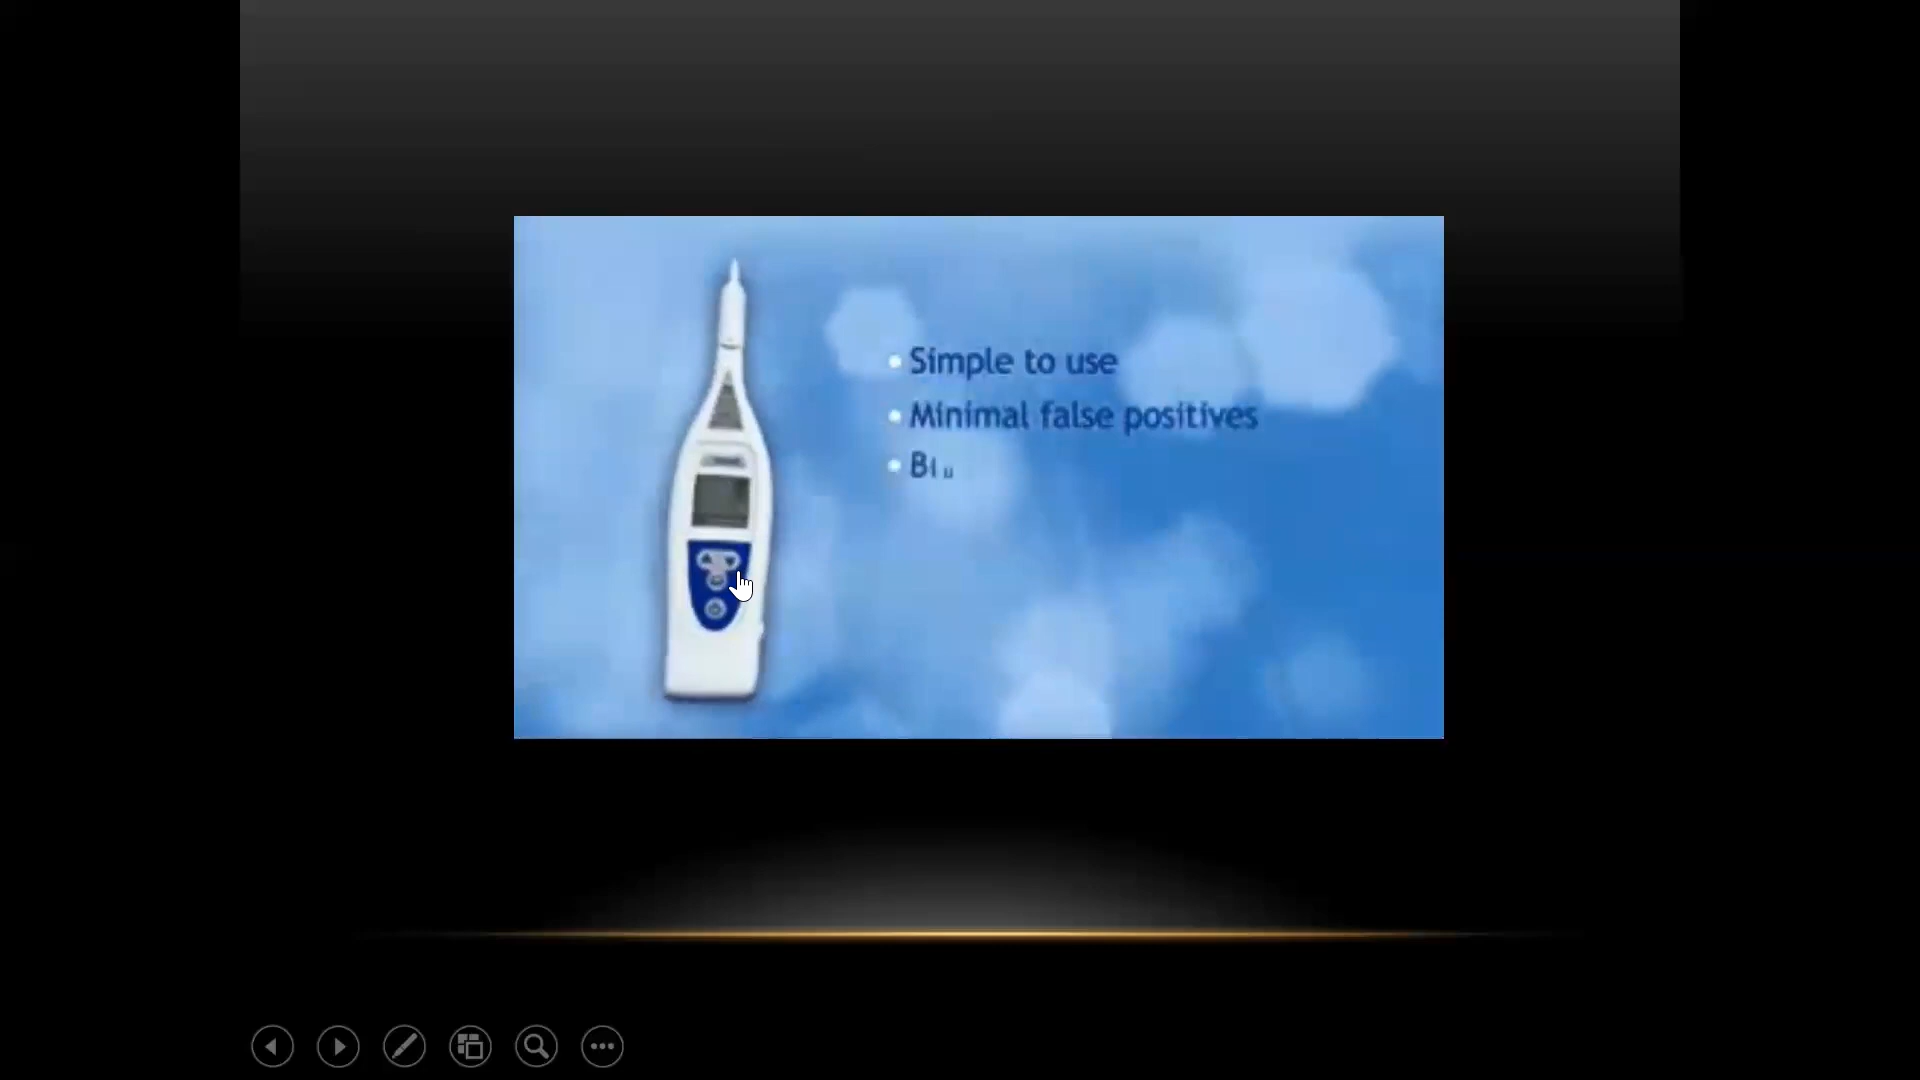 • Simple to use
• Minimal false positives